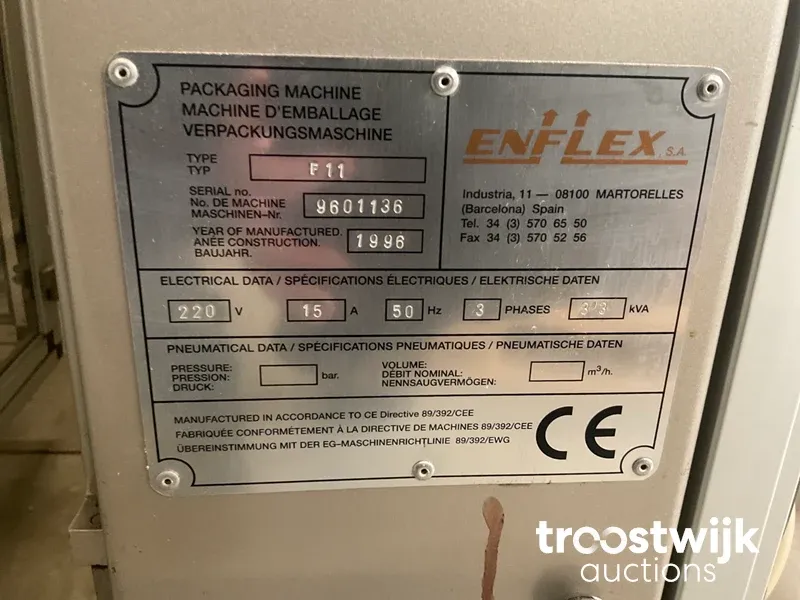 PACKAGING MACHINE
MACHINE D'EMBALLAGE
VERPACKUNGSMASCHINE
TYPE
TYP
F11
SERIAL no.
No. DE MACHINE
MASCHINEN-Nr.
9601136
YEAR OF MANUFACTURED.
ANÉE CONSTRUCTION.
BAUJAHR.
1996
ENFLEX, S.A.
Industria, 11 — 08100 MARTORELLES
(Barcelona) Spain
Tel. 34 (3) 570 65 50
Fax 34 (3) 570 52 56
ELECTRICAL DATA / SPÉCIFICATIONS ÉLECTRIQUES / ELEKTRISCHE DATEN
220 V 15 A 50 Hz 3 PHASES kVA
PNEUMATICAL DATA / SPÉCIFICATIONS PNEUMATIQUES / PNEUMATISCHE DATEN
PRESSURE:
PRESSION:
DRUCK:
bar.
VOLUME:
DÉBIT NOMINAL:
NENNSAUGVERMÖGEN:
m³/h.
MANUFACTURED IN ACCORDANCE TO CE Directive 89/392/CEE
FABRIQUÉE CONFORMÉTEMENT À LA DIRECTIVE DE MACHINES 89/392/CEE
ÜBEREINSTIMMUNG MIT DER EG-MASCHINENRICHTLINIE 89/392/EWG
CE
troostwijk
auctions